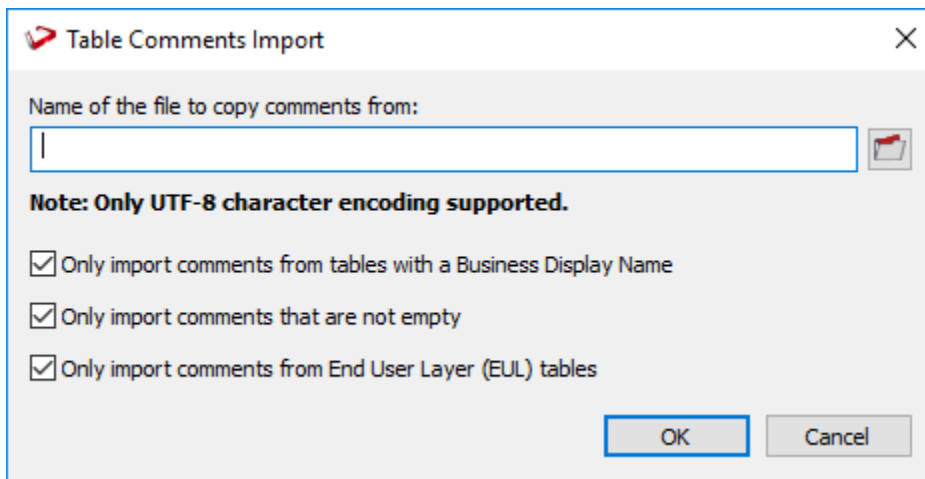 Table Comments Import
Name of the file to copy comments from:
Note: Only UTF-8 character encoding supported.
Only import comments from tables with a Business Display Name
Only import comments that are not empty
Only import comments from End User Layer (EUL) tables
OK Cancel